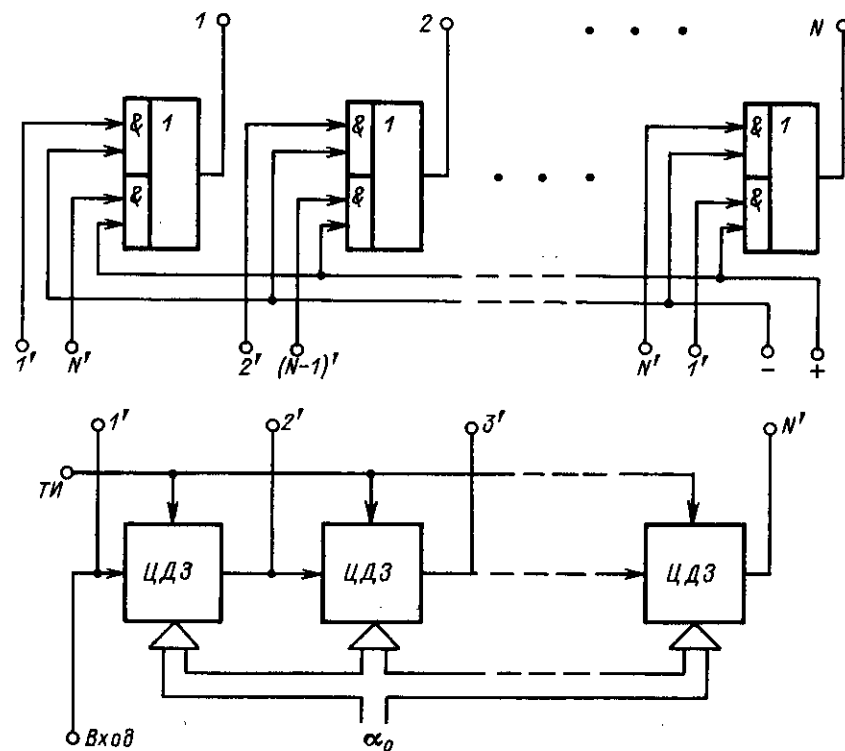 1 2 N
& 1 & 1 & 1
& & &
1' N' 2' (N-1)' N' 1' - +
1' 2' 3' N'
ТИ
ЦДЗ ЦДЗ ЦДЗ
Вход α₀